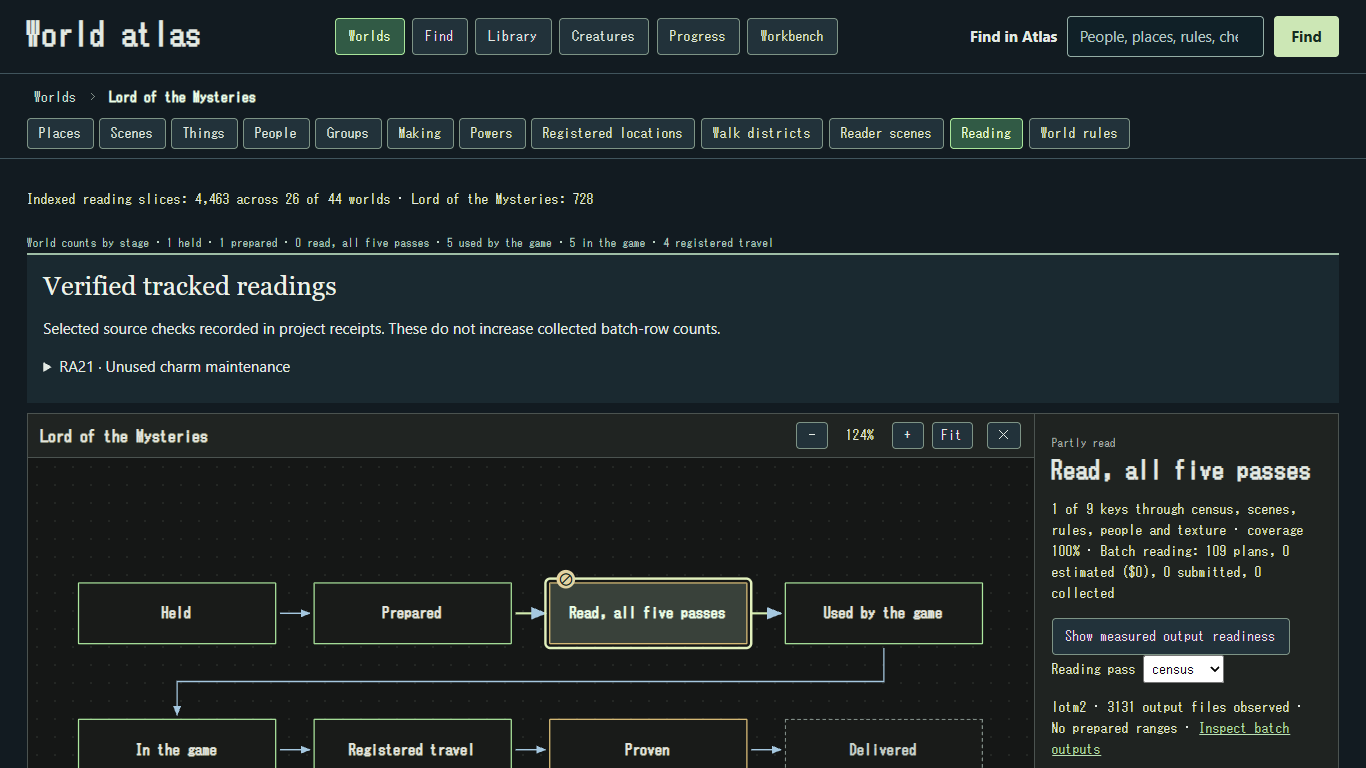 World atlas
Worlds
Find
Library
Creatures
Progress
Workbench
Find in Atlas
People, places, rules, che
Find
Worlds > Lord of the Mysteries
Places
Scenes
Things
People
Groups
Making
Powers
Registered locations
Walk districts
Reader scenes
Reading
World rules
Indexed reading slices: 4,463 across 26 of 44 worlds · Lord of the Mysteries: 728
World counts by stage · 1 held · 1 prepared · 0 read, all five passes · 5 used by the game · 5 in the game · 4 registered travel
Verified tracked readings
Selected source checks recorded in project receipts. These do not increase collected batch-row counts.
RA21 · Unused charm maintenance
Lord of the Mysteries
−
124%
+
Fit
×
Held
Prepared
Read, all five passes
Used by the game
In the game
Registered travel
Proven
Delivered
Partly read
Read, all five passes
1 of 9 keys through census, scenes,
rules, people and texture · coverage
100% · Batch reading: 109 plans, 0
estimated ($0), 0 submitted, 0
collected
Show measured output readiness
Reading pass census
lotm2 · 3131 output files observed ·
No prepared ranges · Inspect batch
outputs